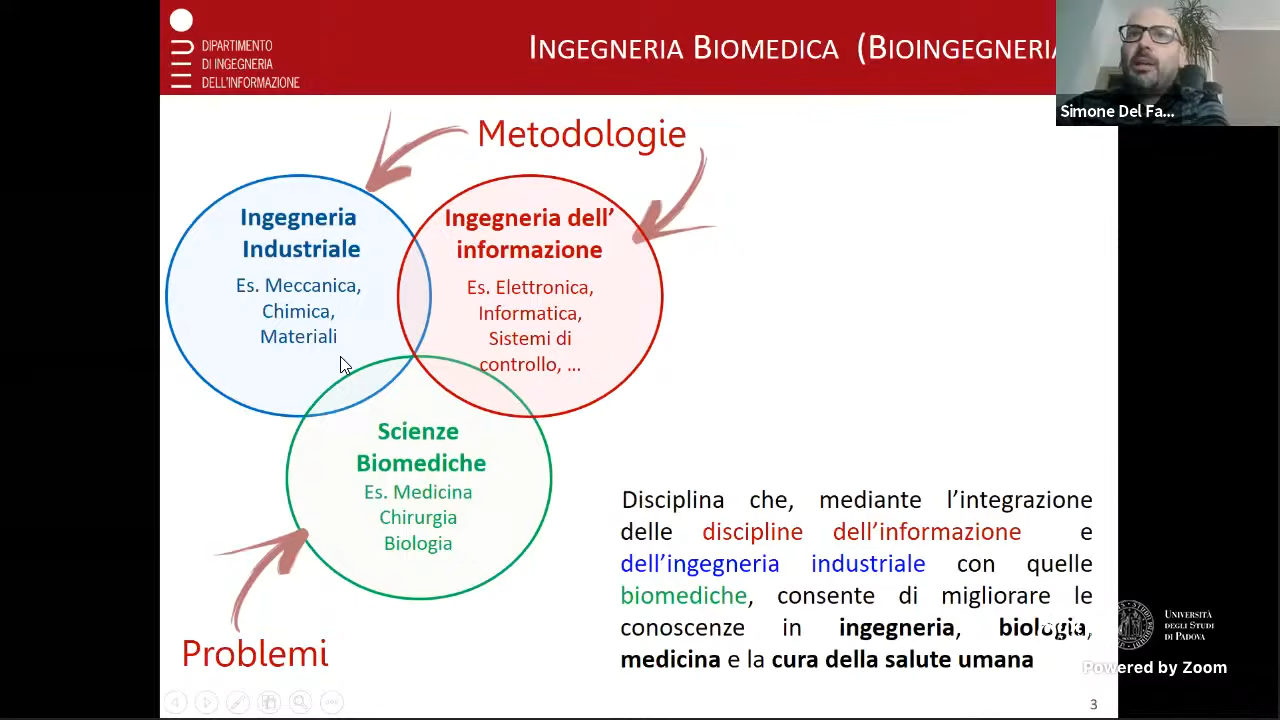 DIPARTIMENTO
DI INGEGNERIA
DELL'INFORMAZIONE
INGEGNERIA BIOMEDICA (BIOINGEGNERIA
Simone Del Fa...
Metodologie
Ingegneria
Industriale
Es. Meccanica,
Chimica,
Materiali
Ingegneria dell'
informazione
Es. Elettronica,
Informatica,
Sistemi di
controllo, ...
Scienze
Biomediche
Es. Medicina
Chirurgia
Biologia
Problemi
Disciplina che, mediante l'integrazione
delle discipline dell'informazione e
dell'ingegneria industriale con quelle
biomediche, consente di migliorare le
conoscenze in ingegneria, biologia,
medicina e la cura della salute umana
UNIVERSITÀ
DEGLI STUDI
DI PADOVA
Powered by Zoom
3